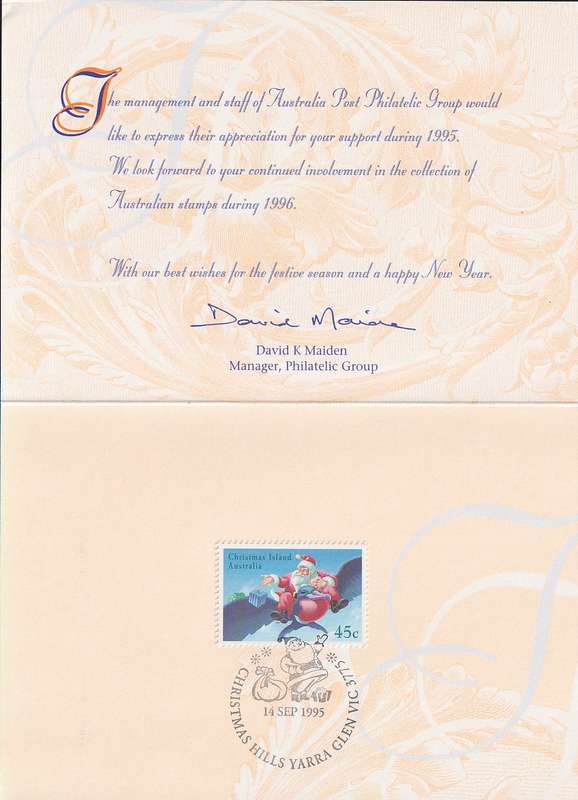 The management and staff of Australia Post Philatelic Group would
like to express their appreciation for your support during 1995.
We look forward to your continued involvement in the collection of
Australian stamps during 1996.
With our best wishes for the festive season and a happy New Year.
David Maiden
David K Maiden
Manager, Philatelic Group
Christmas Island
Australia
45c
14 SEP 1995
CHRISTMAS HILLS YARRA GLEN VIC 3775